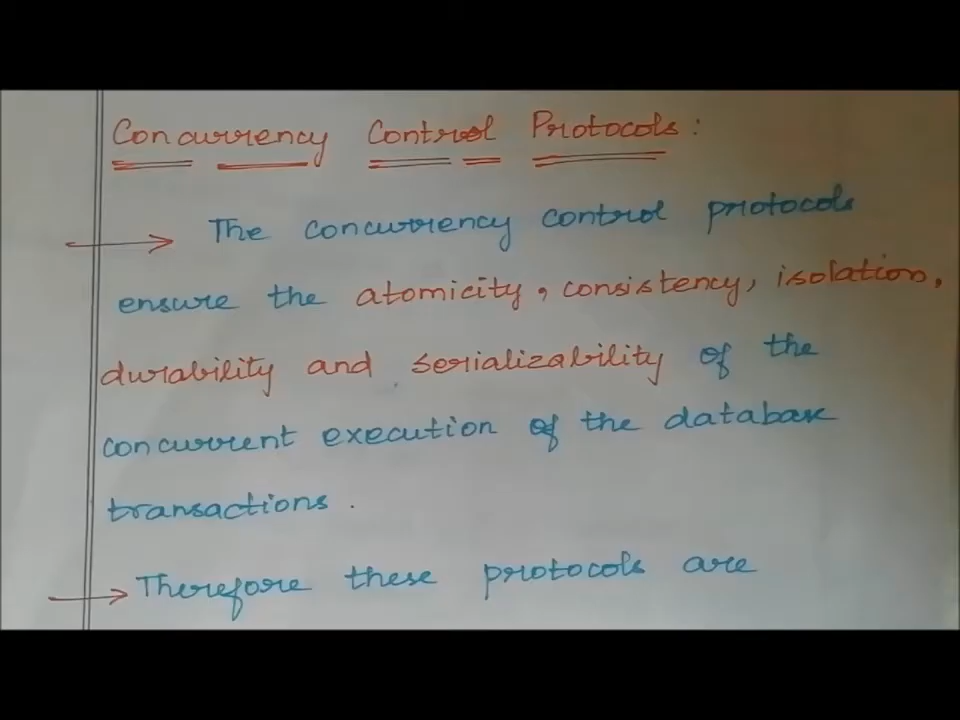 Concurrency Control Protocols:
→ The concurrency control protocols
ensure the atomicity, consistency, isolation,
durability and serializability of the
concurrent execution of the database
transactions.
→ Therefore these protocols are